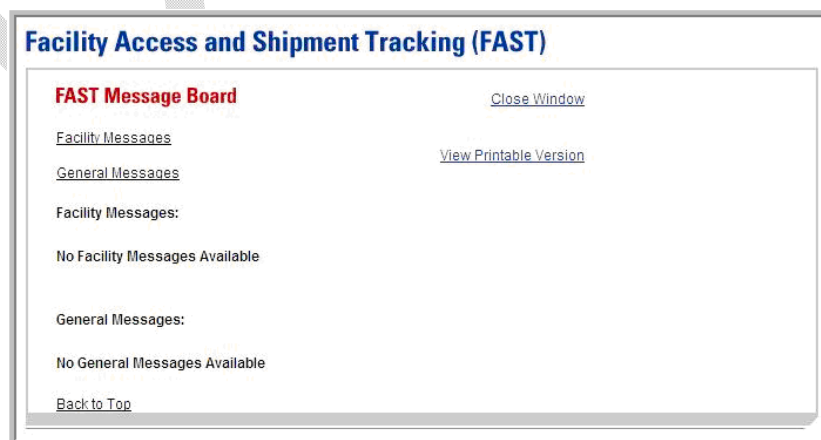 Facility Access and Shipment Tracking (FAST)
FAST Message Board
Close Window
Facility Messages
View Printable Version
General Messages
Facility Messages:
No Facility Messages Available
General Messages:
No General Messages Available
Back to Top